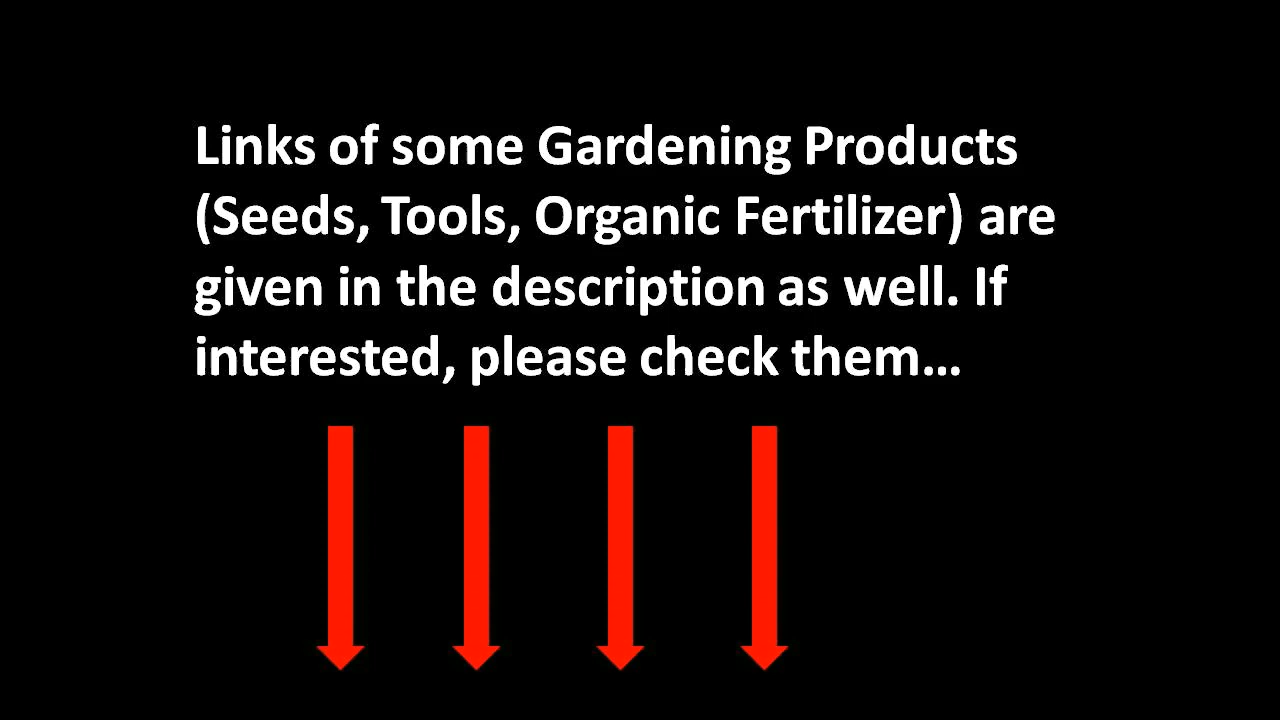 Links of some Gardening Products
(Seeds, Tools, Organic Fertilizer) are
given in the description as well. If
interested, please check them…